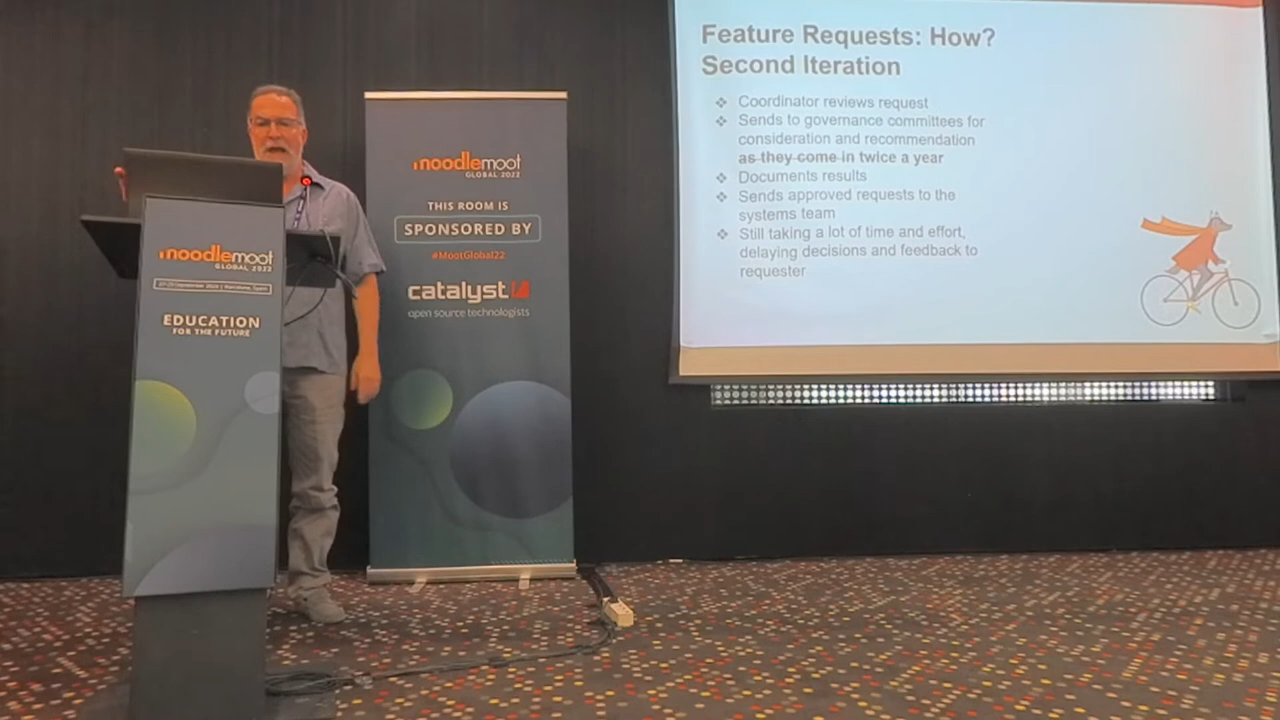 Feature Requests: How?
Second Iteration
❖ Coordinator reviews request
❖ Sends to governance committees for
consideration and recommendation
as they come in twice a year
❖ Documents results
❖ Sends approved requests to the
systems team
❖ Still taking a lot of time and effort,
delaying decisions and feedback to
requester
moodlemoot
GLOBAL 2022
THIS ROOM IS
SPONSORED BY
#MootGlobal22
catalyst
open source technologists
moodlemoot
GLOBAL 2022
EDUCATION
FOR THE FUTURE